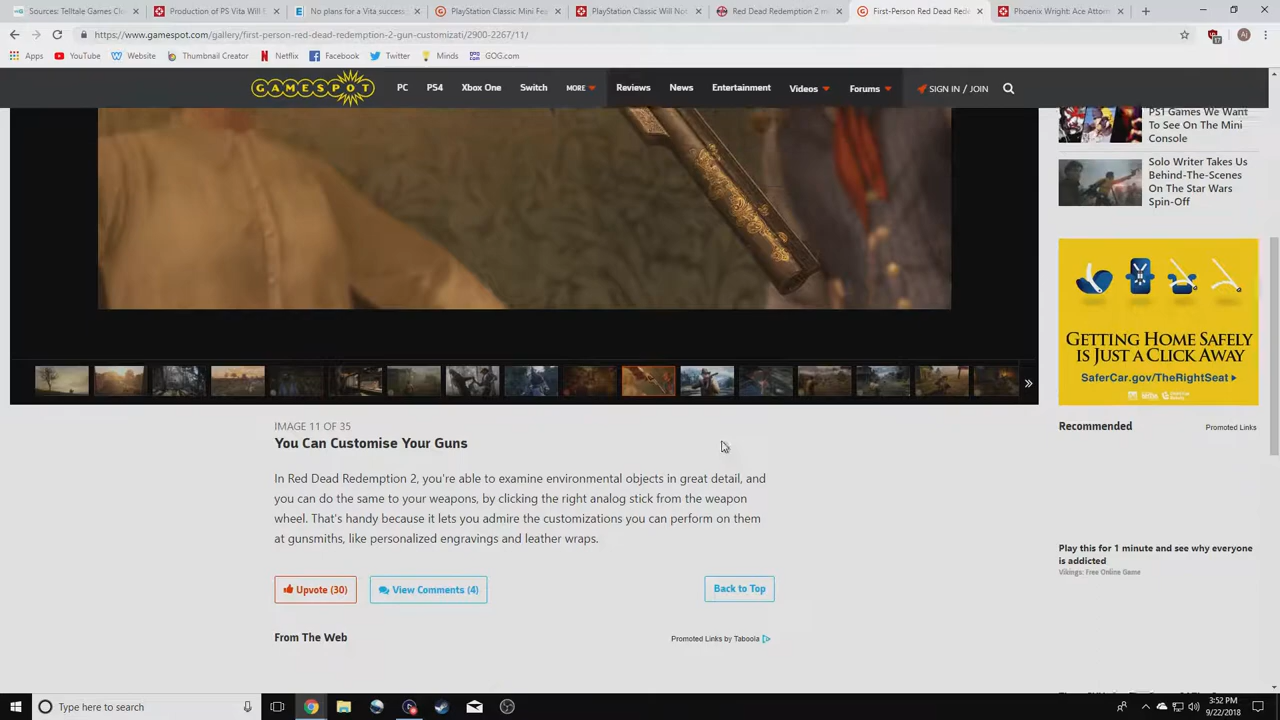 Sources: Telltale Games Clo
Production of PS Vita Will E
No plans for a Vita success
PlayStation Classic Mini Fea
PlayStation Classic Will Not
Red Dead Redemption 2 m
First-Person Red Dead Rede
Phoenix Wright: Ace Attorn
https://www.gamespot.com/gallery/first-person-red-dead-redemption-2-gun-customizati/2900-2267/11/
17
AJ
Apps
YouTube
Website
Thumbnail Creator
Netflix
Facebook
Twitter
Minds
GOG.com
GAMESPOT
PC
PS4
Xbox One
Switch
MORE
Reviews
News
Entertainment
Videos
Forums
SIGN IN / JOIN
PS1 Games We Want
To See On The Mini
Console
Solo Writer Takes Us
Behind-The-Scenes
On The Star Wars
Spin-Off
GETTING HOME SAFELY
IS JUST A CLICK AWAY
SaferCar.gov/TheRightSeat
Recommended
Promoted Links
IMAGE 11 OF 35
You Can Customise Your Guns
In Red Dead Redemption 2, you're able to examine environmental objects in great detail, and
you can do the same to your weapons, by clicking the right analog stick from the weapon
wheel. That's handy because it lets you admire the customizations you can perform on them
at gunsmiths, like personalized engravings and leather wraps.
Play this for 1 minute and see why everyone
is addicted
Vikings: Free Online Game
Upvote (30)
View Comments (4)
Back to Top
From The Web
Promoted Links by Taboola
Type here to search
3:52 PM
9/22/2018